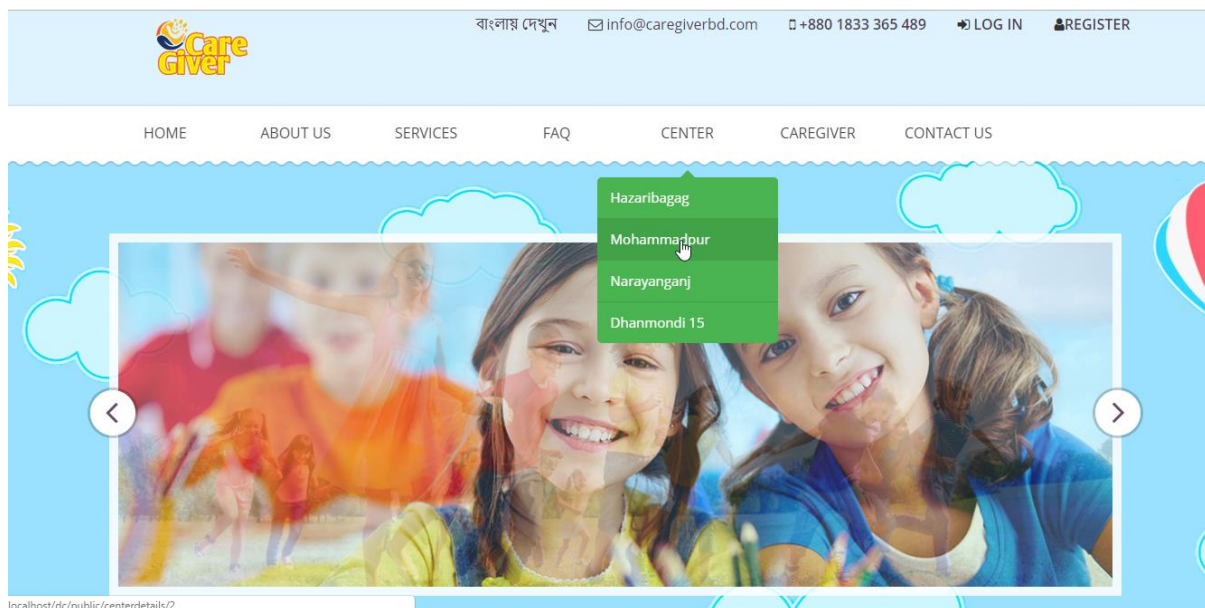 Care
Giver
বাংলায় দেখুন info@caregiverbd.com +880 1833 365 489 LOG IN REGISTER
HOME ABOUT US SERVICES FAQ CENTER CAREGIVER CONTACT US
Hazaribagag
Mohammadpur
Narayanganj
Dhanmondi 15
localhost/dc/public/centerdetails/2